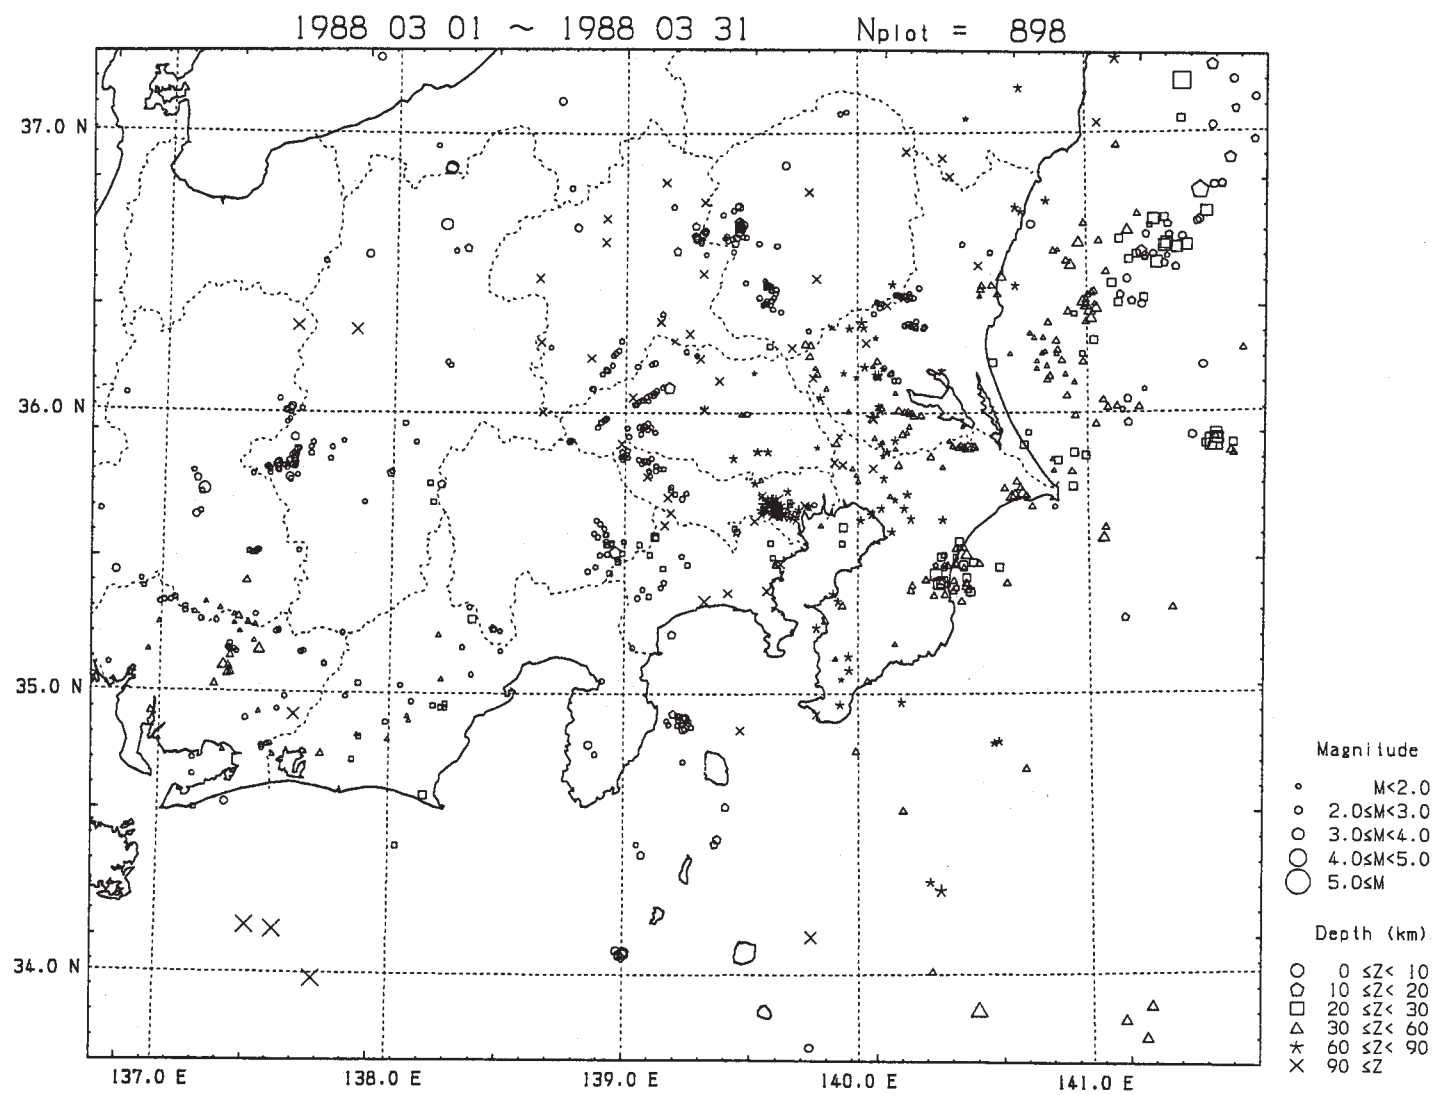 1988 03 01 ~ 1988 03 31 Nplot = 898
37.0 N
36.0 N
35.0 N
34.0 N
137.0 E 138.0 E 139.0 E 140.0 E 141.0 E
Magnitude
M<2.0
2.0≤M<3.0
3.0≤M<4.0
4.0≤M<5.0
5.0≤M
Depth (km)
0 ≤Z< 10
10 ≤Z< 20
20 ≤Z< 30
30 ≤Z< 60
60 ≤Z< 90
90 ≤Z